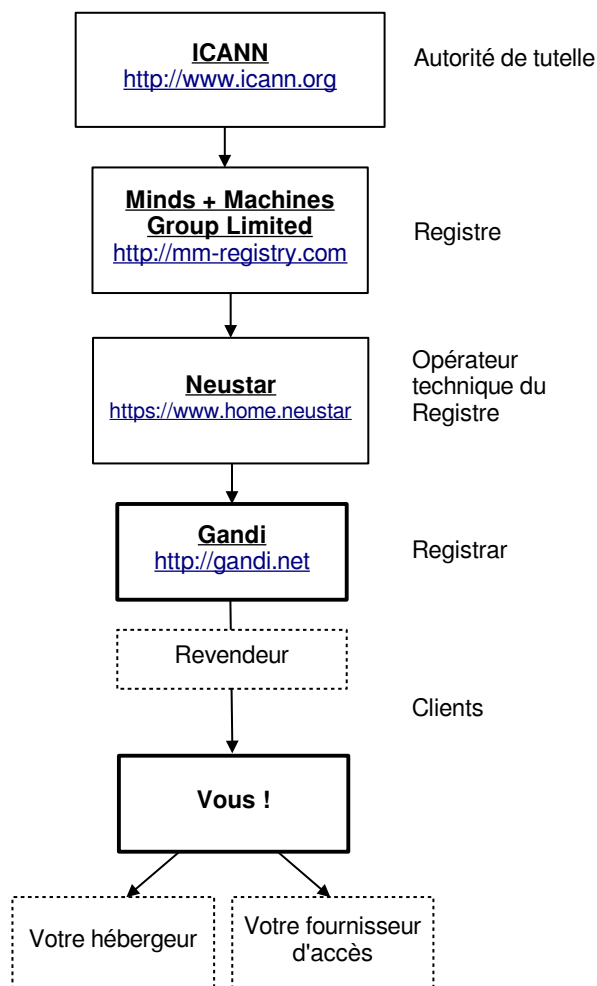 ICANN
http://www.icann.org
Autorité de tutelle
Minds + Machines
Group Limited
http://mm-registry.com
Registre
Neustar
https://www.home.neustar
Opérateur
technique du
Registre
Gandi
http://gandi.net
Registrar
Revendeur
Clients
Vous !
Votre hébergeur
Votre fournisseur
d'accès